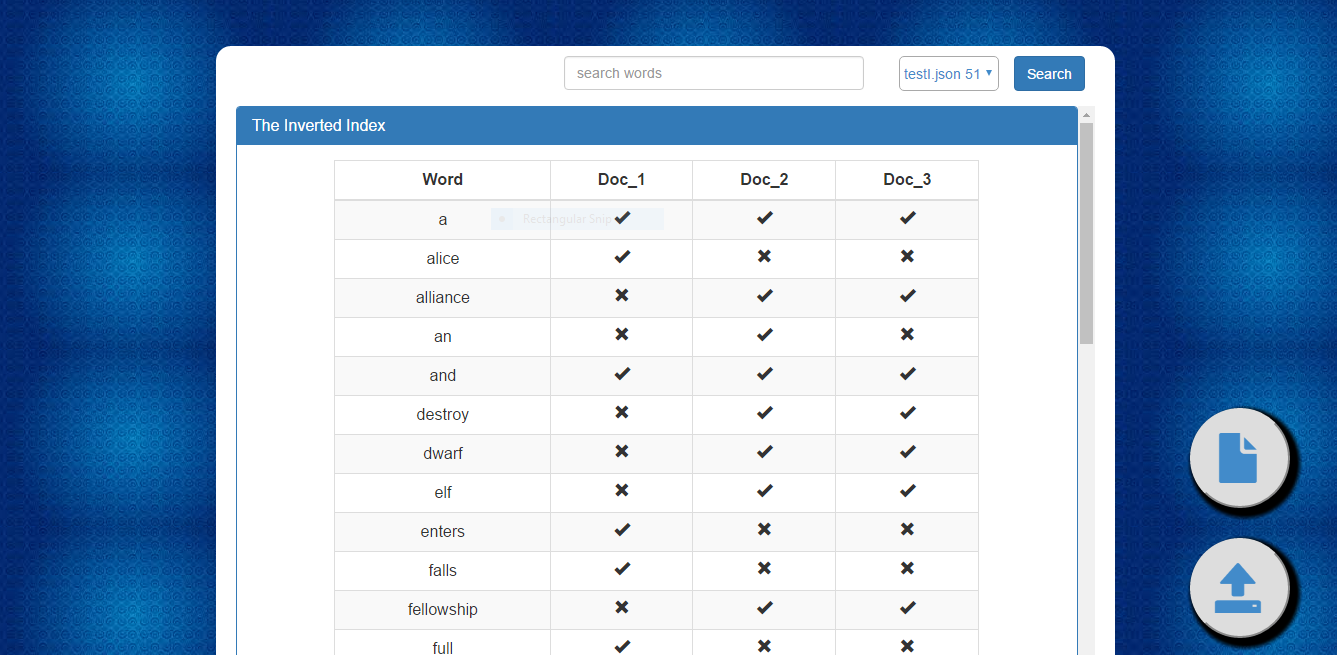 search words
testI.json 51
Search
The Inverted Index
Word Doc_1 Doc_2 Doc_3
a ✔ ✔ ✔
Rectangular Snip
alice ✔ ✖ ✖
alliance ✖ ✔ ✔
an ✖ ✔ ✖
and ✔ ✔ ✔
destroy ✖ ✔ ✔
dwarf ✖ ✔ ✔
elf ✖ ✔ ✔
enters ✔ ✖ ✖
falls ✔ ✖ ✖
fellowship ✖ ✔ ✔
full ✔ ✖ ✖